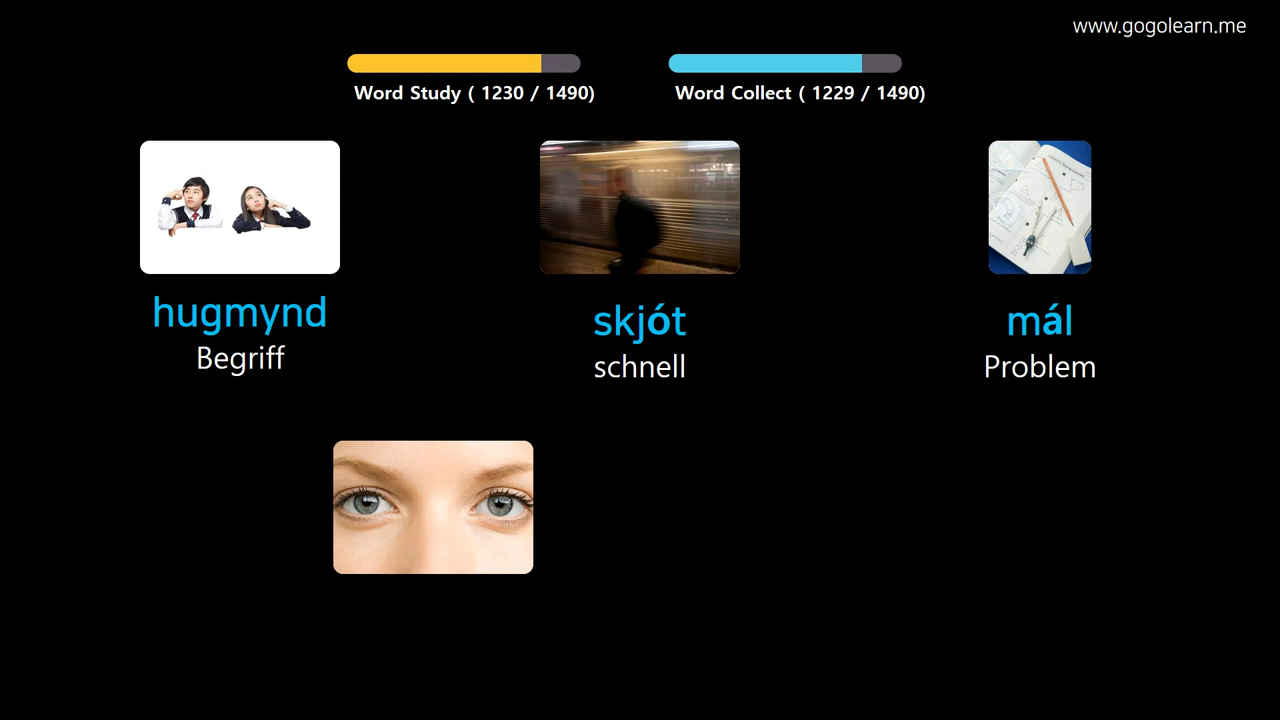 www.gogolearn.me
Word Study ( 1230 / 1490)
Word Collect ( 1229 / 1490)
hugmynd
Begriff
skjót
schnell
mál
Problem